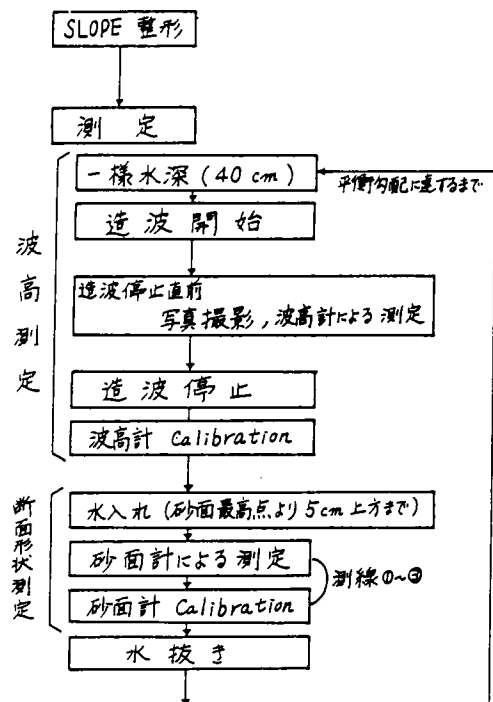 SLOPE 整形
測 定
一様水深 (40 cm)
平衡勾配に達するまで
造波開始
波高測定
造波停止直前
写真撮影, 波高計による測定
造波停止
波高計 Calibration
水入れ (砂面最高点より5cm上方まで)
断面形状測定
砂面計による測定
測線①~③
砂面計 Calibration
水抜き